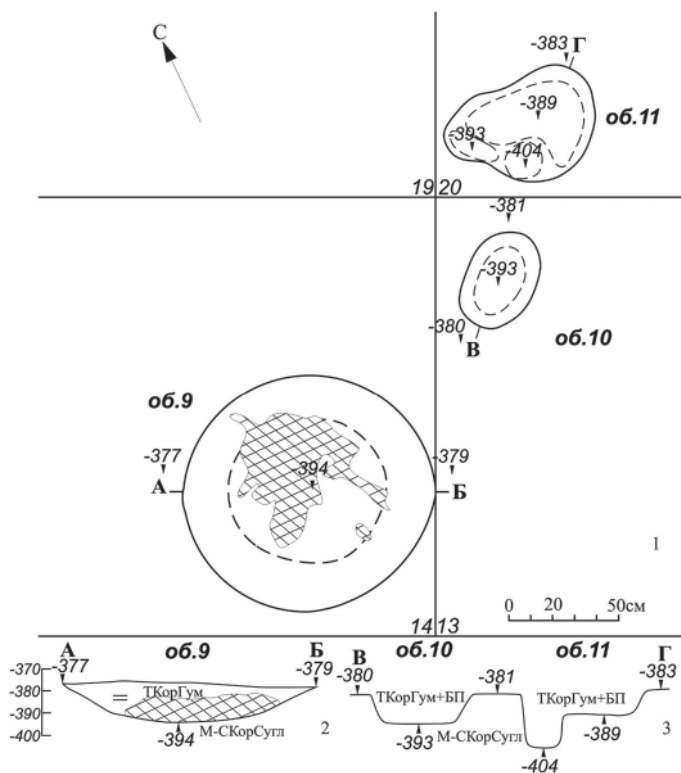 С
-383 Г
-389
об.11
-393
-404
19 20
-381
-393
-380
В
об.10
об.9
-377
-394
-379
А
Б
1
0 20 50см
14 13
А об.9 Б В об.10 об.11 Г
-370
-377
-379
-380
-381
-383
-380
ТКорГум
ТКорГум+БП
ТКорГум+БП
=
-390
-400
-394
М-СКорСугл
2
-393
М-СКорСугл
-389
3
-404